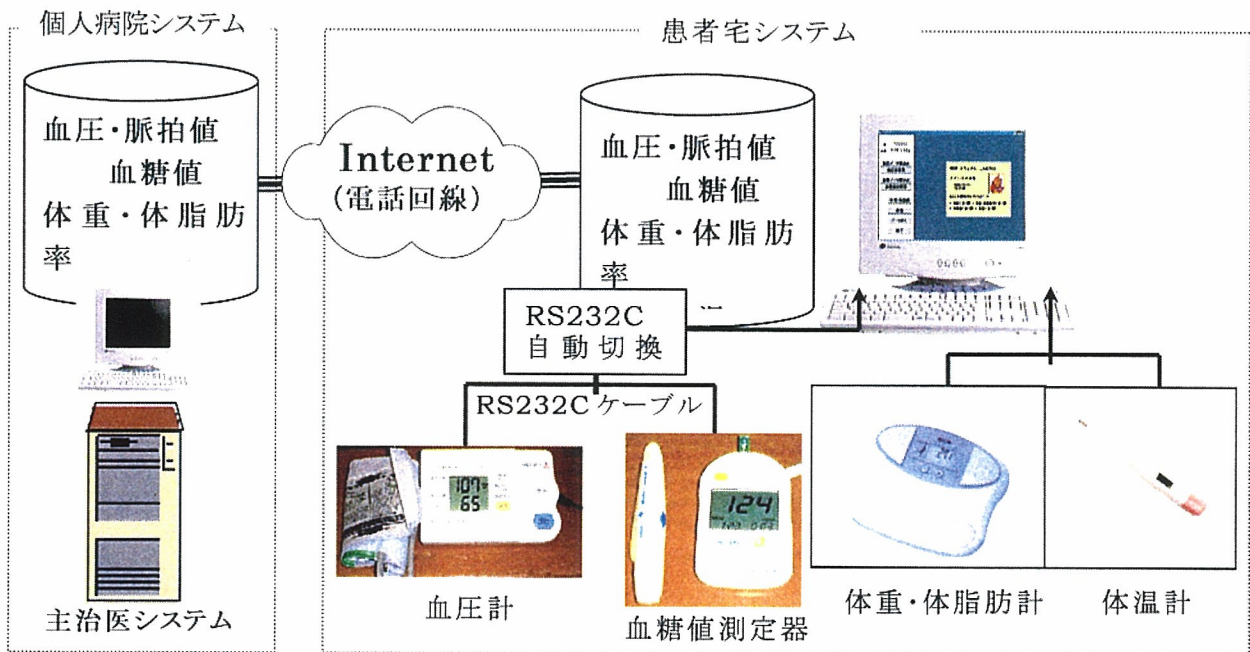 個人病院システム
血圧・脈拍値
血糖値
体重・体脂肪
率
主治医システム
Internet
(電話回線)
患者宅システム
血圧・脈拍値
血糖値
体重・体脂肪
率
RS232C
自動切換
RS232Cケーブル
107
65
124
血圧計
血糖値測定器
体重・体脂肪計
体温計